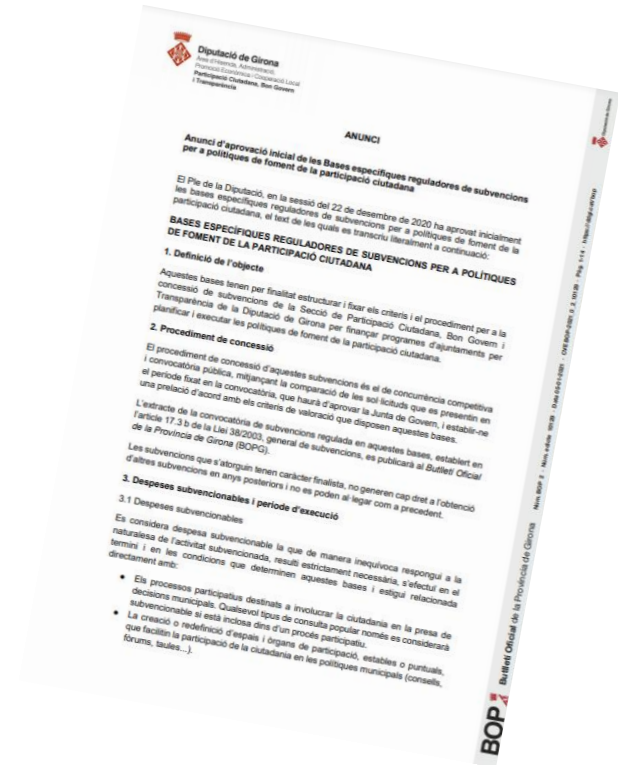 Diputació de Girona
Àrea d'Hisenda, Administració,
Promoció Econòmica i Cooperació Local
Participació Ciutadana, Bon Govern
i Transparència
ANUNCI
Anunci d'aprovació inicial de les Bases específiques reguladores de subvencions
per a polítiques de foment de la participació ciutadana
El Ple de la Diputació, en la sessió del 22 de desembre de 2020 ha aprovat inicialment
les bases específiques reguladores de subvencions per a polítiques de foment de la
participació ciutadana, el text de les quals es transcriu literalment a continuació:
BASES ESPECÍFIQUES REGULADORES DE SUBVENCIONS PER A POLÍTIQUES
DE FOMENT DE LA PARTICIPACIÓ CIUTADANA
1. Definició de l'objecte
Aquestes bases tenen per finalitat estructurar i fixar els criteris i el procediment per a la
concessió de subvencions de la Secció de Participació Ciutadana, Bon Govern i
Transparència de la Diputació de Girona per finançar programes d'ajuntaments per
planificar i executar les polítiques de foment de la participació ciutadana.
2. Procediment de concessió
El procediment de concessió d'aquestes subvencions és el de concurrència competitiva
i convocatòria pública, mitjançant la comparació de les sol·licituds que es presentin en
el període fixat en la convocatòria, que haurà d'aprovar la Junta de Govern, i establir-ne
una prelació d'acord amb els criteris de valoració que disposen aquestes bases.
L'extracte de la convocatòria de subvencions regulada en aquestes bases, establert en
l'article 17.3 b de la Llei 38/2003, general de subvencions, es publicarà al Butlletí Oficial
de la Província de Girona (BOPG).
Les subvencions que s'atorguin tenen caràcter finalista, no generen cap dret a l'obtenció
d'altres subvencions en anys posteriors i no es poden al·legar com a precedent.
3. Despeses subvencionables i període d'execució
3.1 Despeses subvencionables
Es considera despesa subvencionable la que de manera inequívoca respongui a la
naturalesa de l'activitat subvencionada, resulti estrictament necessària, s'efectuï en el
termini i en les condicions que determinen aquestes bases i estigui relacionada
directament amb:
• Els processos participatius destinats a involucrar la ciutadania en la presa de
decisions municipals. Qualsevol tipus de consulta popular només es considerarà
subvencionable si està inclosa dins d'un procés participatiu.
• La creació o redefinició d'espais i òrgans de participació, estables o puntuals,
que facilitin la participació de la ciutadania en les polítiques municipals (consells,
fòrums, taules...).
BOP Butlletí Oficial de la Província de Girona